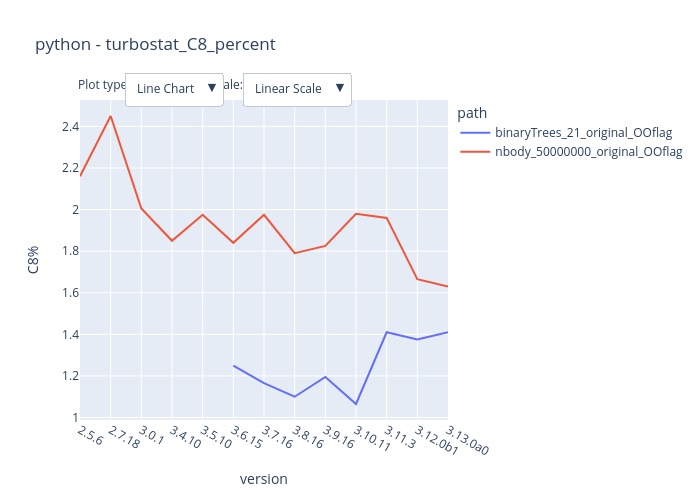 python - turbostat_C8_percent
Plot type
Line Chart ▼
ale:
Linear Scale ▼
path
binaryTrees_21_original_OOflag
nbody_50000000_original_OOflag
C8%
2.4
2.2
2
1.8
1.6
1.4
1.2
1
2.5.6
2.7.18
3.0.1
3.4.10
3.5.10
3.6.15
3.7.16
3.8.16
3.9.16
3.10.11
3.11.3
3.12.0b1
3.13.0a0
version